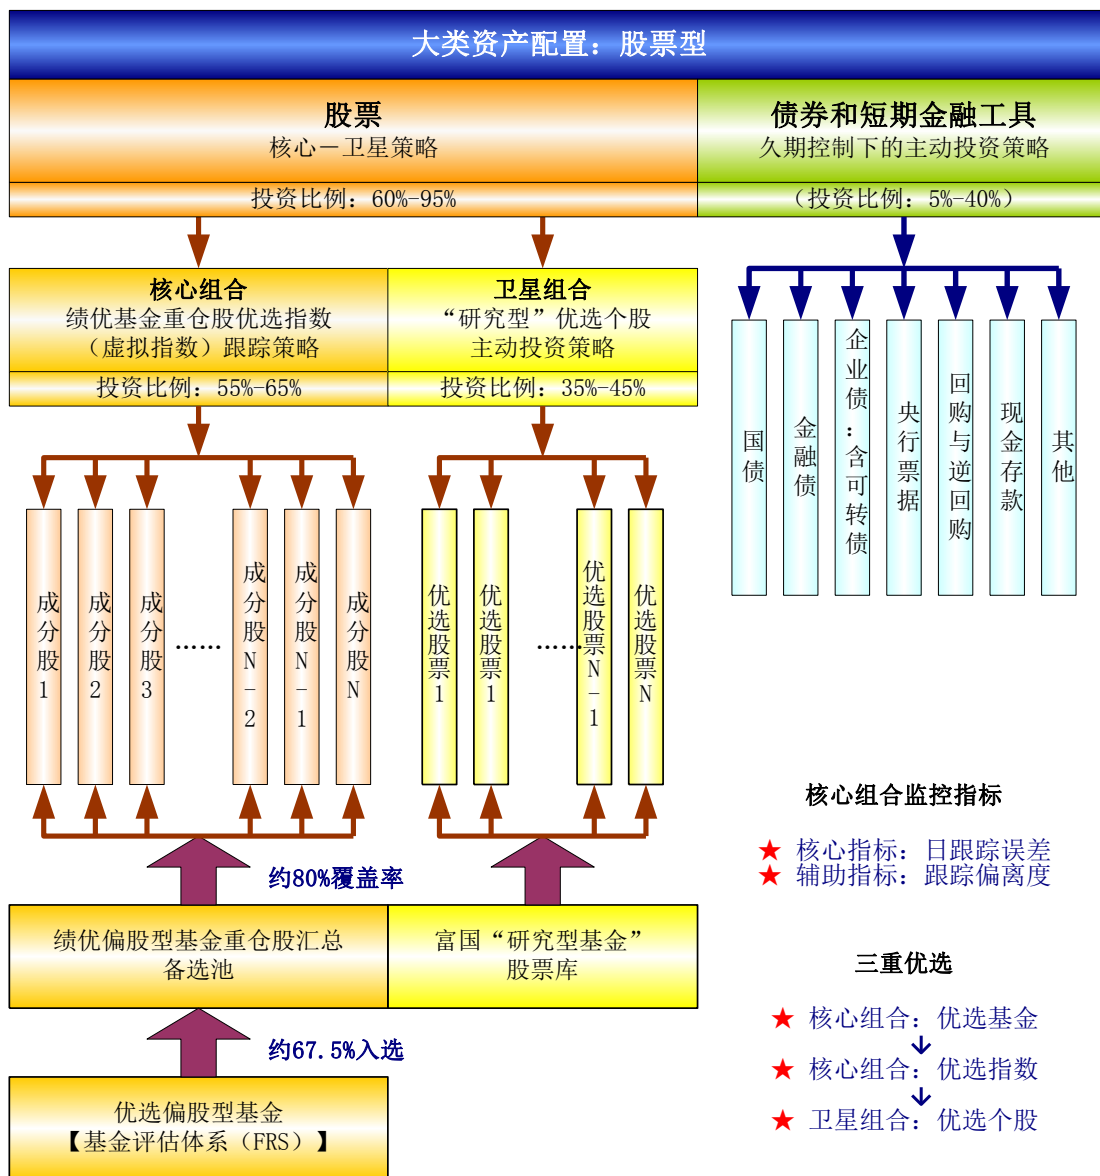 大类资产配置：股票型
股票
核心－卫星策略
投资比例：60%-95%
债券和短期金融工具
久期控制下的主动投资策略
（投资比例：5%-40%）
核心组合
绩优基金重仓股优选指数
（虚拟指数）跟踪策略
投资比例：55%-65%
卫星组合
“研究型”优选个股
主动投资策略
投资比例：35%-45%
国债
金融债
企业债：含可转债
央行票据
回购与逆回购
现金存款
其他
成分股1
成分股2
成分股3
……
成分股N-2
成分股N-1
成分股N
优选股票1
优选股票1
……
优选股票N-1
优选股票N
约80%覆盖率
绩优偏股型基金重仓股汇总
备选池
富国“研究型基金”
股票库
约67.5%入选
优选偏股型基金
【基金评估体系（FRS）】
核心组合监控指标
★ 核心指标：日跟踪误差
★ 辅助指标：跟踪偏离度
三重优选
★ 核心组合：优选基金
★ 核心组合：优选指数
★ 卫星组合：优选个股